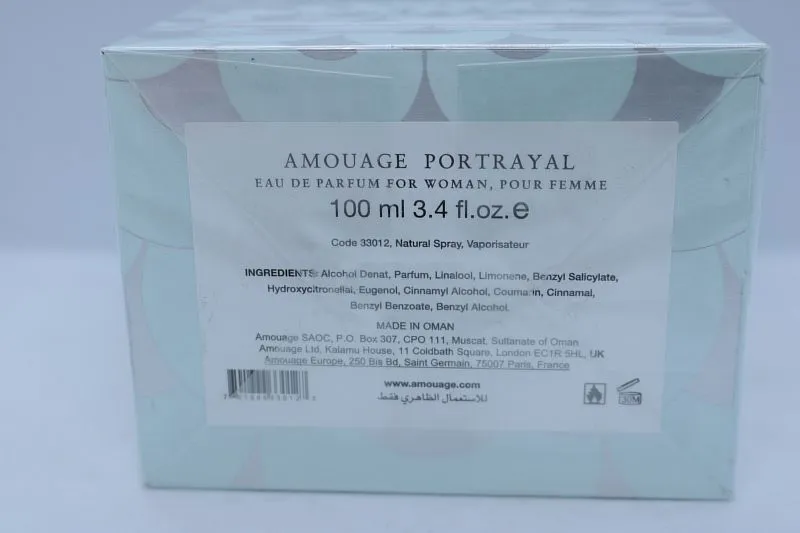 AMOUAGE PORTRAYAL
EAU DE PARFUM FOR WOMAN, POUR FEMME
100 ml 3.4 fl.oz.e
Code 33012, Natural Spray, Vaporisateur
INGREDIENTS: Alcohol Denat, Parfum, Linalool, Limonene, Benzyl Salicylate,
Hydroxycitronellal, Eugenol, Cinnamyl Alcohol, Coumarin, Cinnamal,
Benzyl Benzoate, Benzyl Alcohol.
MADE IN OMAN
Amouage SAOC, P.O. Box 307, CPO 111, Muscat, Sultanate of Oman
Amouage Ltd, Kalamu House, 11 Coldbath Square, London EC1R 5HL, UK
Amouage Europe, 250 Bis Bd, Saint Germain, 75007 Paris, France
www.amouage.com
للاستعمال الظاهري فقط
30M